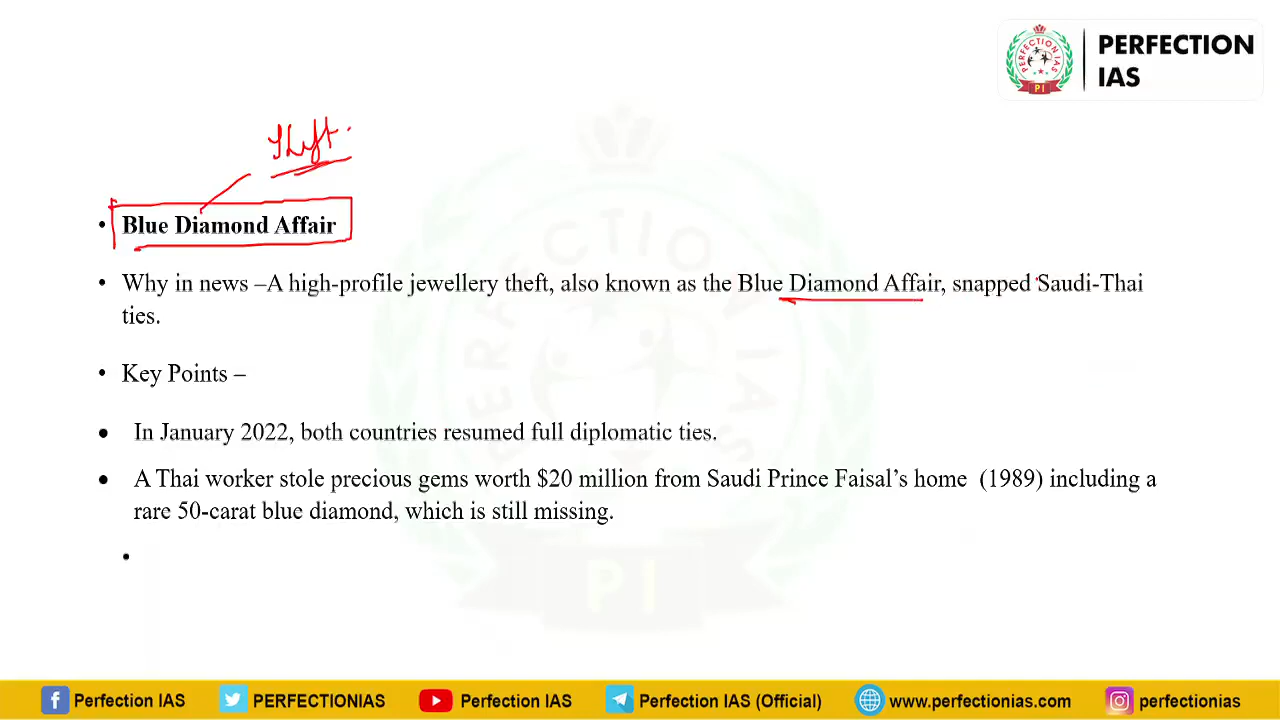 PERFECTION
IAS
Theft.
• Blue Diamond Affair
• Why in news –A high-profile jewellery theft, also known as the Blue Diamond Affair, snapped Saudi-Thai
ties.
• Key Points –
• In January 2022, both countries resumed full diplomatic ties.
• A Thai worker stole precious gems worth $20 million from Saudi Prince Faisal's home (1989) including a
rare 50-carat blue diamond, which is still missing.
•
PERFECTION IAS
PI
Perfection IAS PERFECTIONIAS Perfection IAS Perfection IAS (Official) www.perfectionias.com perfectionias